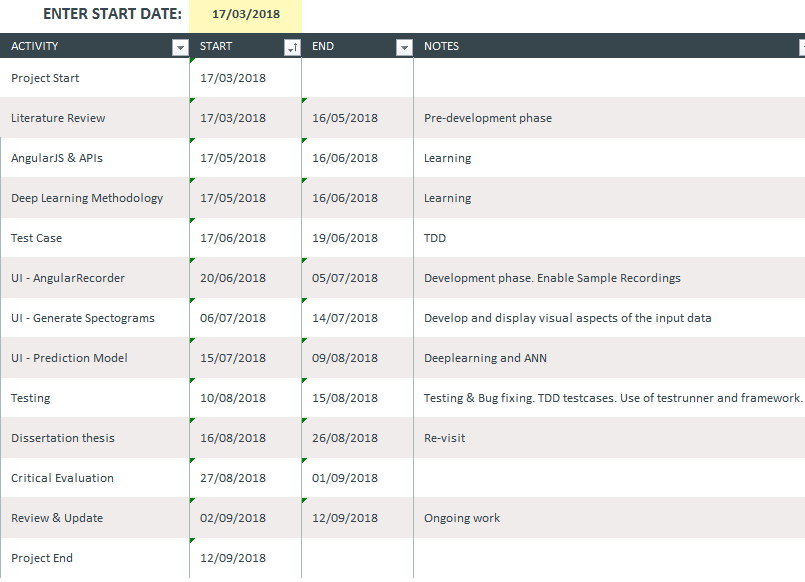 ENTER START DATE: 17/03/2018
ACTIVITY START END NOTES
Project Start 17/03/2018
Literature Review 17/03/2018 16/05/2018 Pre-development phase
AngularJS & APIs 17/05/2018 16/06/2018 Learning
Deep Learning Methodology 17/05/2018 16/06/2018 Learning
Test Case 17/06/2018 19/06/2018 TDD
UI - AngularRecorder 20/06/2018 05/07/2018 Development phase. Enable Sample Recordings
UI - Generate Spectograms 06/07/2018 14/07/2018 Develop and display visual aspects of the input data
UI - Prediction Model 15/07/2018 09/08/2018 Deeplearning and ANN
Testing 10/08/2018 15/08/2018 Testing & Bug fixing. TDD testcases. Use of testrunner and framework.
Dissertation thesis 16/08/2018 26/08/2018 Re-visit
Critical Evaluation 27/08/2018 01/09/2018
Review & Update 02/09/2018 12/09/2018 Ongoing work
Project End 12/09/2018